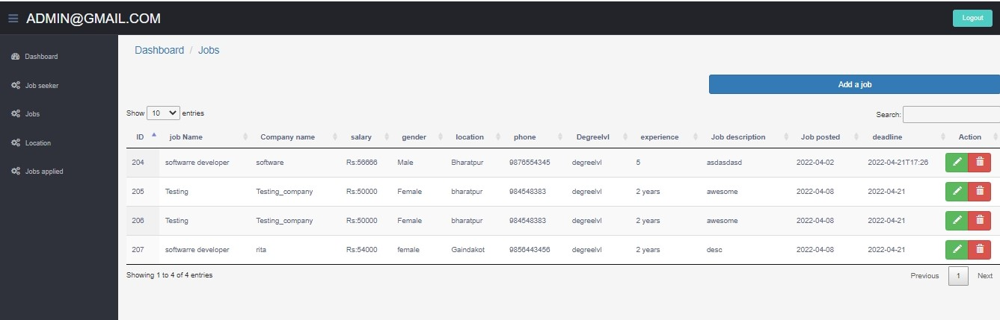 ADMIN@GMAIL.COM Logout
Dashboard / Jobs
Dashboard
Job seeker
Jobs
Location
Jobs applied
Add a job
Show 10 entries Search:
ID job Name Company name salary gender location phone Degreelvl experience Job description Job posted deadline Action
204 softwarre developer software Rs:56666 Male Bharatpur 9876554345 degreelvl 5 asdasdasd 2022-04-02 2022-04-21T17:26
205 Testing Testing_company Rs:50000 Female bharatpur 984548383 degreelvl 2 years awesome 2022-04-08 2022-04-21
206 Testing Testing_company Rs:50000 Female bharatpur 984548383 degreelvl 2 years awesome 2022-04-08 2022-04-21
207 softwarre developer rita Rs:54000 female Gaindakot 9856443456 degreelvl 2 years desc 2022-04-08 2022-04-21
Showing 1 to 4 of 4 entries Previous 1 Next